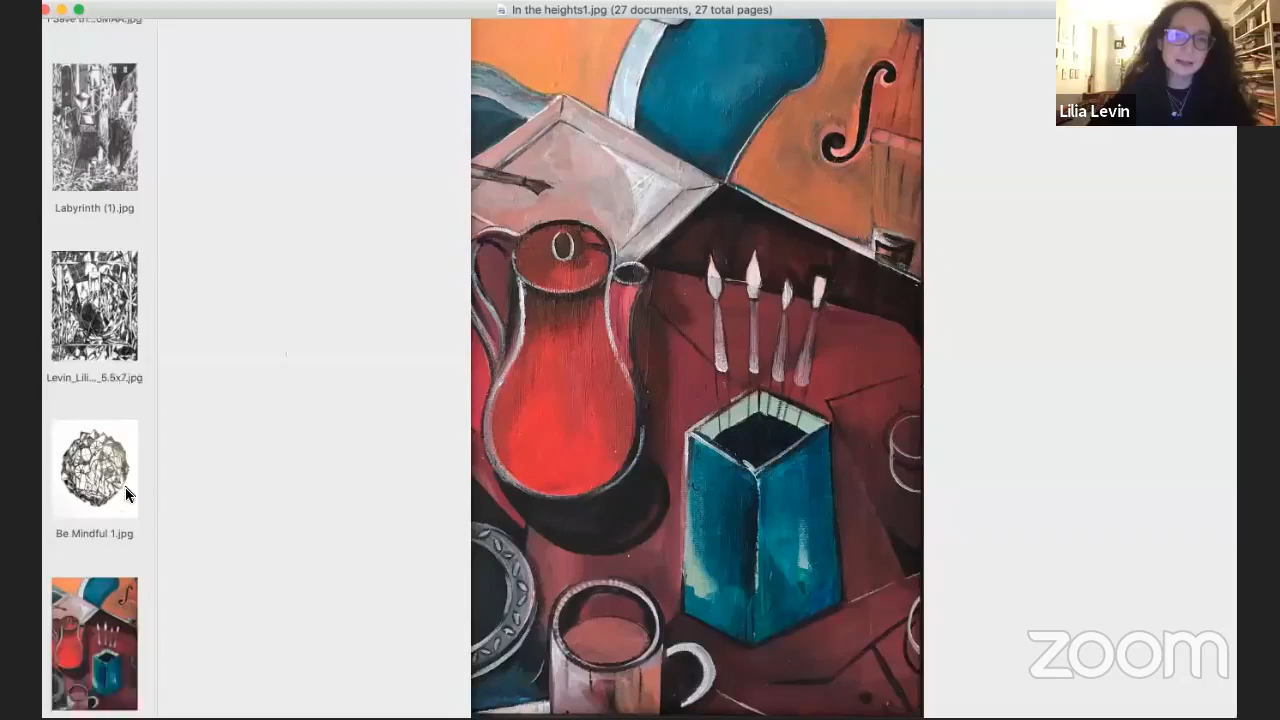 In the heights1.jpg (27 documents, 27 total pages)
Labyrinth (1).jpg
Levin_Lili..._5.5x7.jpg
Be Mindful 1.jpg
Lilia Levin
zoom